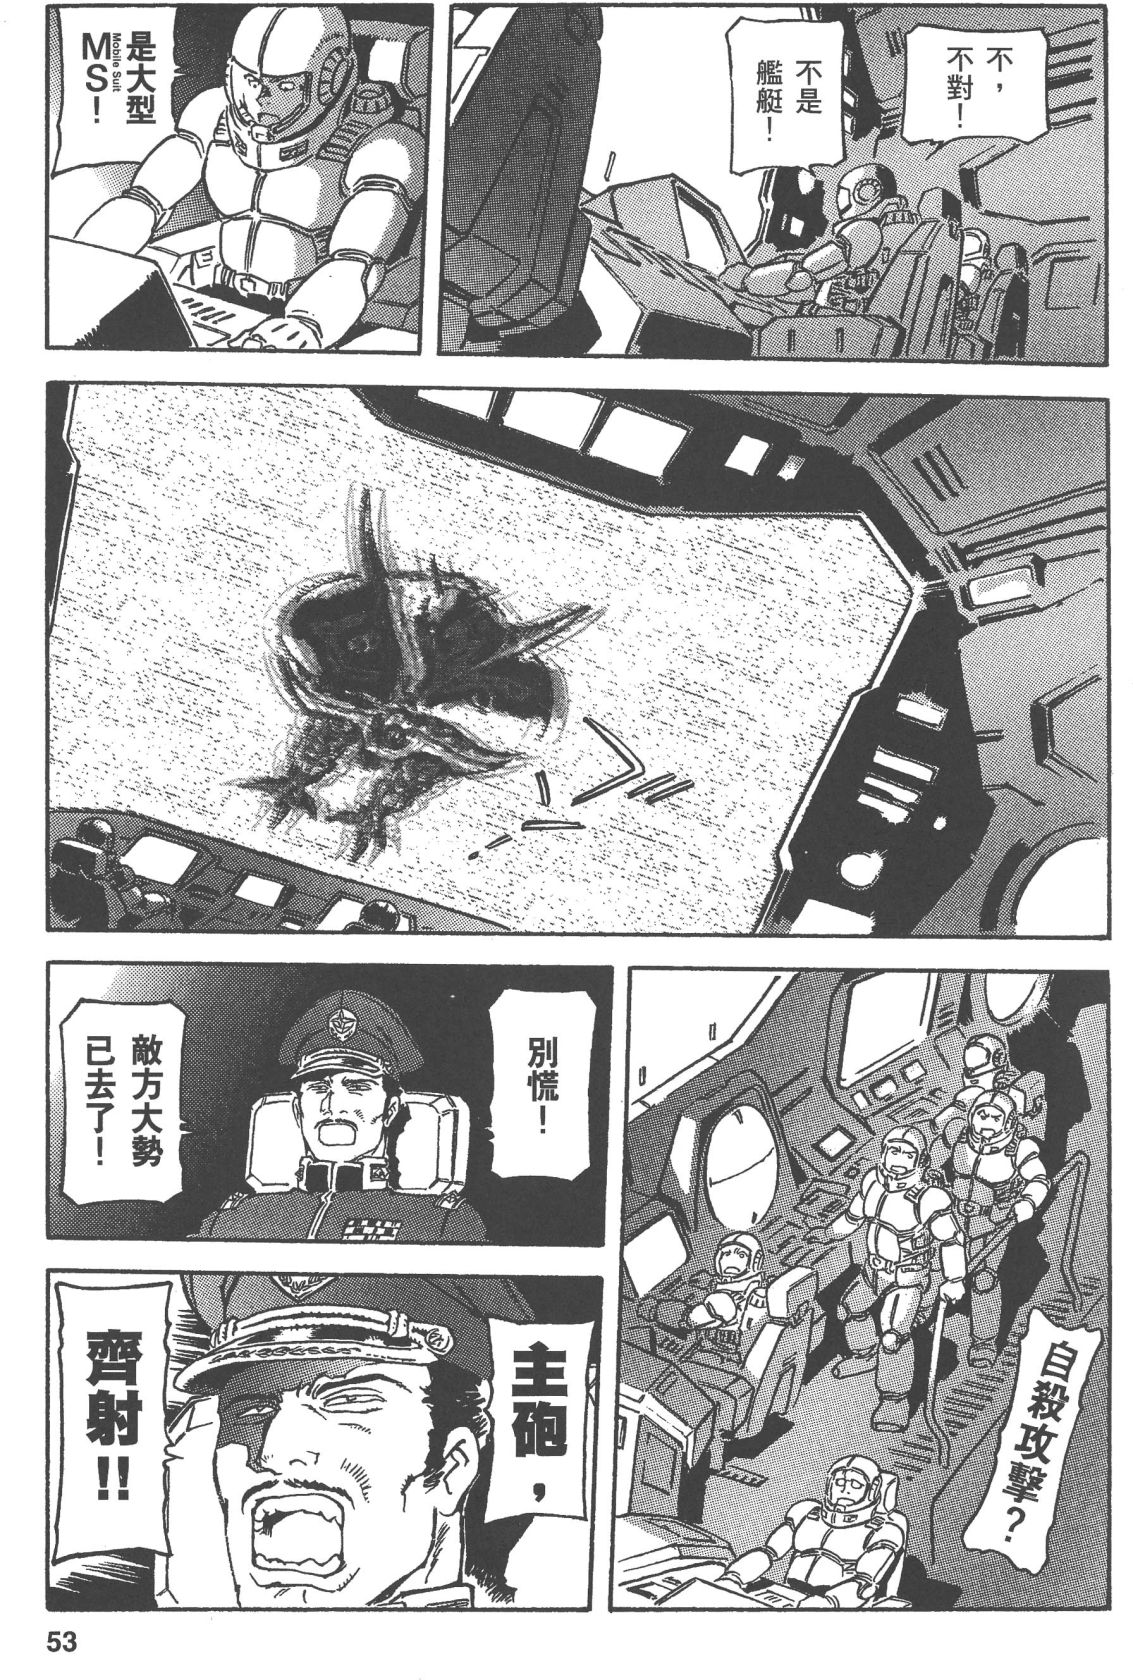 不，
不對！
不是
艦艇！
是大型
MS！
Mobile Suit
自殺攻擊？
別慌！
敵方大勢
已去了！
主砲，
齊射!!
53